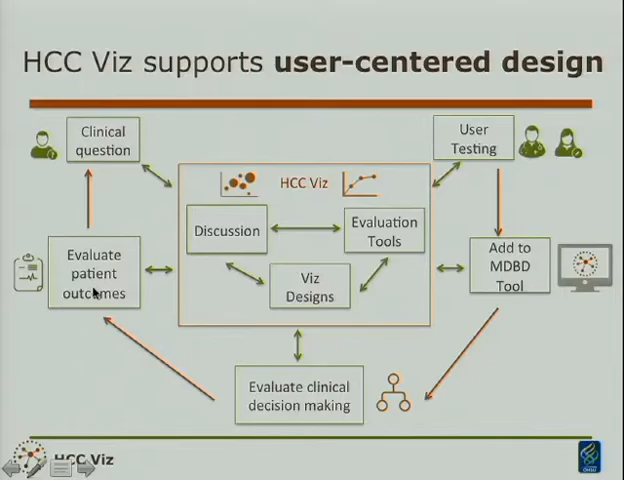 HCC Viz supports user-centered design
Clinical
question
User
Testing
HCC Viz
Discussion
Evaluation
Tools
Viz
Designs
Evaluate
patient
outcomes
Add to
MDBD
Tool
Evaluate clinical
decision making
HCC Viz
OHSU